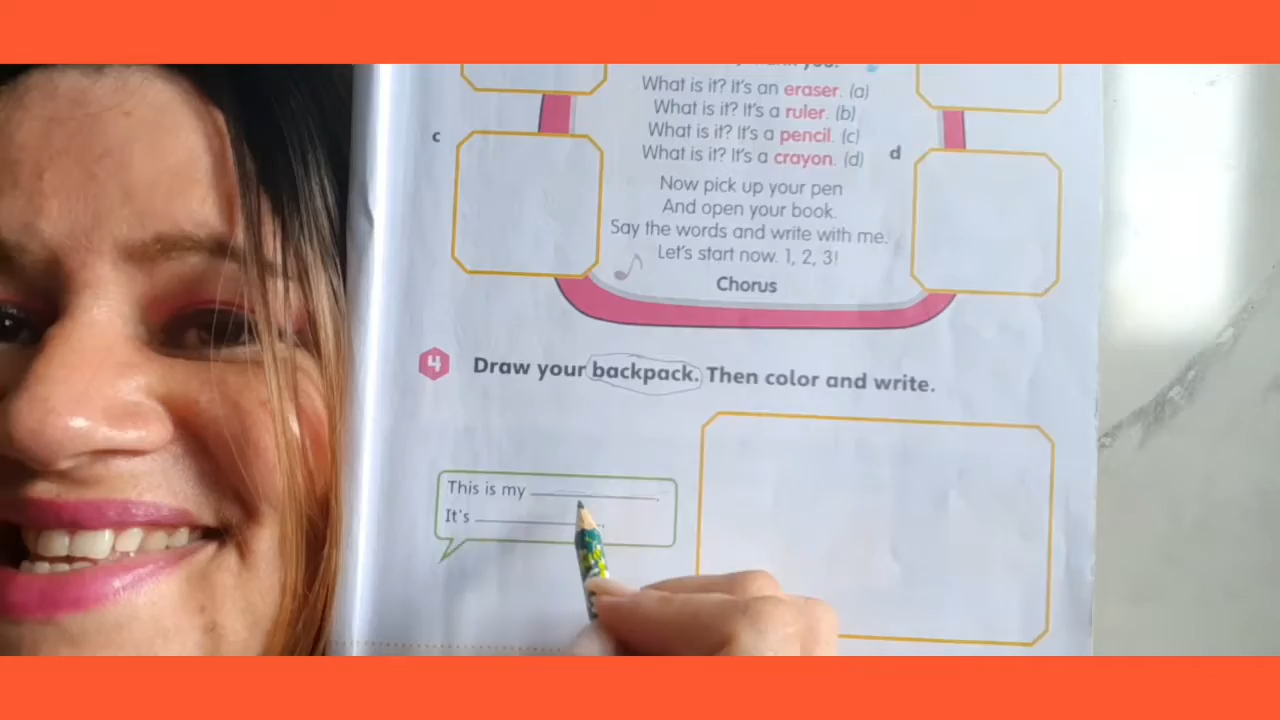 What is it? It's an eraser. (a)
What is it? It's a ruler. (b)
c
What is it? It's a pencil. (c)
What is it? It's a crayon. (d)
d
Now pick up your pen
And open your book.
Say the words and write with me.
Let's start now. 1, 2, 3!
Chorus
4 Draw your backpack. Then color and write.
This is my ____________.
It's ____________.